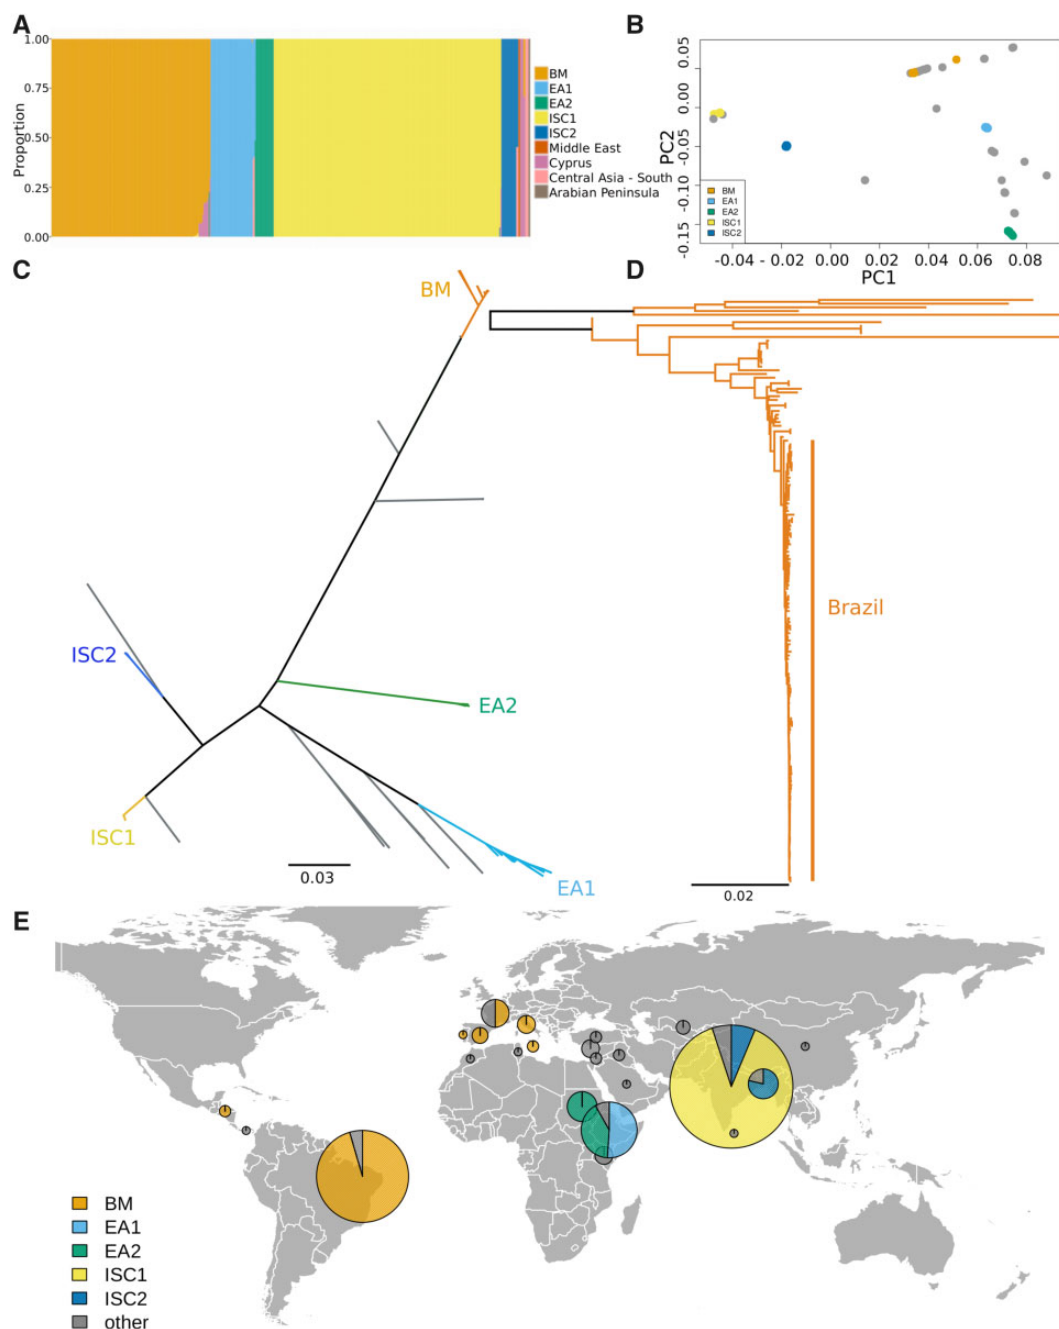 A
1.00
0.75
0.50
0.25
0.00
Proportion
BM
EA1
EA2
ISC1
ISC2
Middle East
Cyprus
Central Asia - South
Arabian Peninsula
B
0.05
0.00
-0.05
-0.10
-0.15
PC2
BM
EA1
EA2
ISC1
ISC2
-0.04 - 0.02 0.00 0.02 0.04 0.06 0.08
PC1
C
BM
ISC2
EA2
ISC1
EA1
0.03
D
Brazil
0.02
E
BM
EA1
EA2
ISC1
ISC2
other